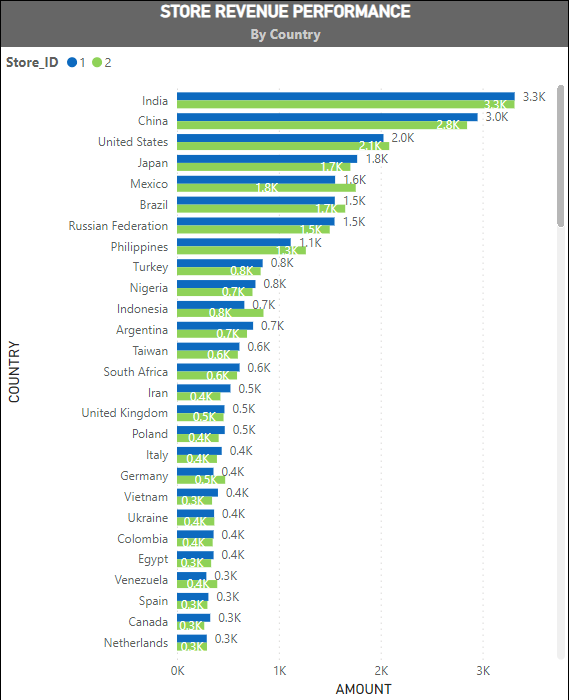 STORE REVENUE PERFORMANCE
By Country
Store_ID 1 2
India 3.3K 3.3K
China 3.0K 2.8K
United States 2.0K 2.1K
Japan 1.8K 1.7K
Mexico 1.6K 1.8K
Brazil 1.5K 1.7K
Russian Federation 1.5K 1.5K
Philippines 1.1K 1.3K
Turkey 0.8K 0.8K
Nigeria 0.8K 0.7K
Indonesia 0.7K 0.8K
Argentina 0.7K 0.7K
Taiwan 0.6K 0.6K
South Africa 0.6K 0.6K
Iran 0.5K 0.4K
United Kingdom 0.5K 0.5K
Poland 0.5K 0.4K
Italy 0.4K 0.4K
Germany 0.4K 0.5K
Vietnam 0.4K 0.3K
Ukraine 0.4K 0.4K
Colombia 0.4K 0.4K
Egypt 0.4K 0.3K
Venezuela 0.3K 0.4K
Spain 0.3K 0.3K
Canada 0.3K 0.3K
Netherlands 0.3K 0.3K
COUNTRY
0K 1K 2K 3K
AMOUNT